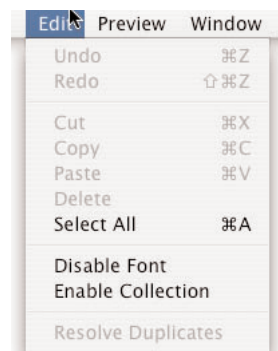 Edit Preview Window
Undo ⌘Z
Redo ⇧⌘Z
Cut ⌘X
Copy ⌘C
Paste ⌘V
Delete
Select All ⌘A
Disable Font
Enable Collection
Resolve Duplicates